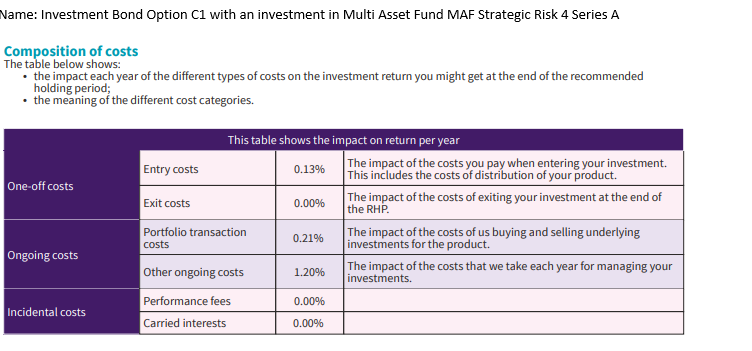 Name: Investment Bond Option C1 with an investment in Multi Asset Fund MAF Strategic Risk 4 Series A
Composition of costs
The table below shows:
• the impact each year of the different types of costs on the investment return you might get at the end of the recommended
holding period;
• the meaning of the different cost categories.
This table shows the impact on return per year
One-off costs
Entry costs
0.13%
The impact of the costs you pay when entering your investment.
This includes the costs of distribution of your product.
Exit costs
0.00%
The impact of the costs of exiting your investment at the end of
the RHP.
Ongoing costs
Portfolio transaction
costs
0.21%
The impact of the costs of us buying and selling underlying
investments for the product.
Other ongoing costs
1.20%
The impact of the costs that we take each year for managing your
investments.
Incidental costs
Performance fees
0.00%
Carried interests
0.00%